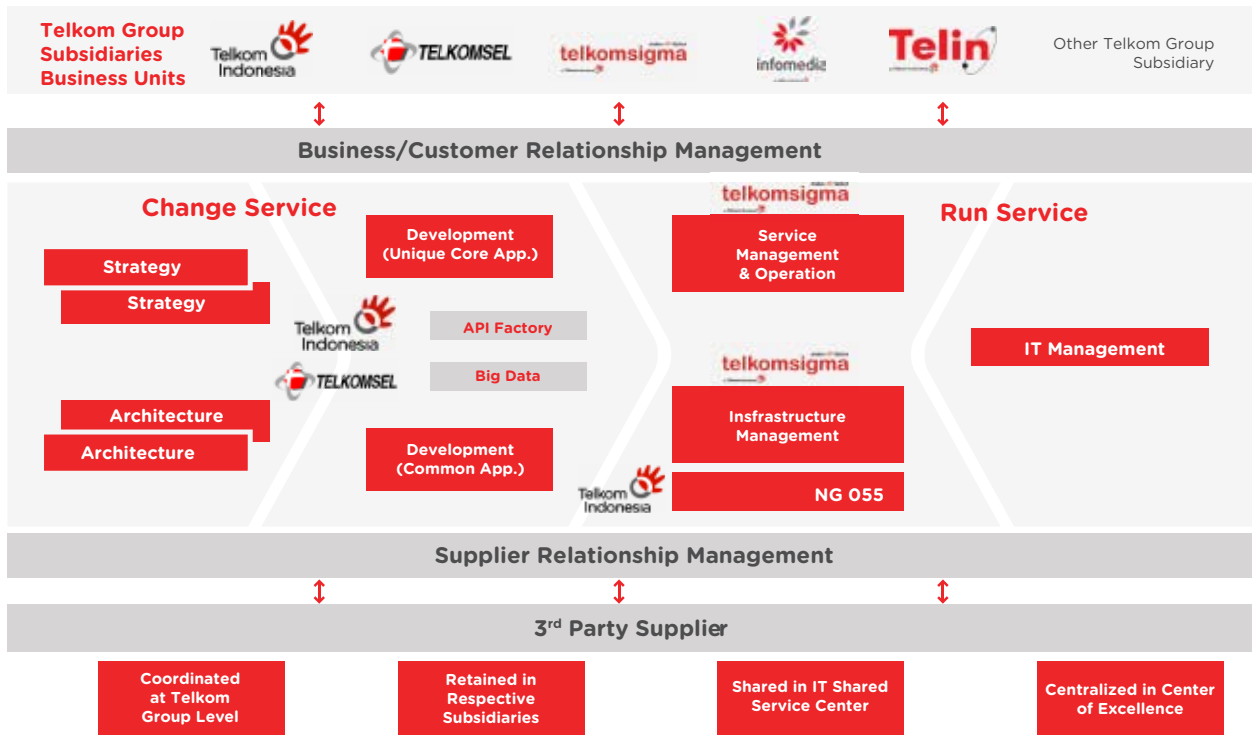 Telkom Group
Subsidiaries
Business Units
Telkom
Indonesia
TELKOMSEL
telkomsigma
infomedia
Telin
Other Telkom Group
Subsidiary
Business/Customer Relationship Management
Change Service
Strategy
Strategy
Architecture
Architecture
Development
(Unique Core App.)
Telkom
Indonesia
TELKOMSEL
API Factory
Big Data
Development
(Common App.)
telkomsigma
Service
Management
& Operation
telkomsigma
Insfrastructure
Management
Telkom
Indonesia
NG 055
Run Service
IT Management
Supplier Relationship Management
3rd Party Supplier
Coordinated
at Telkom
Group Level
Retained in
Respective
Subsidiaries
Shared in IT Shared
Service Center
Centralized in Center
of Excellence